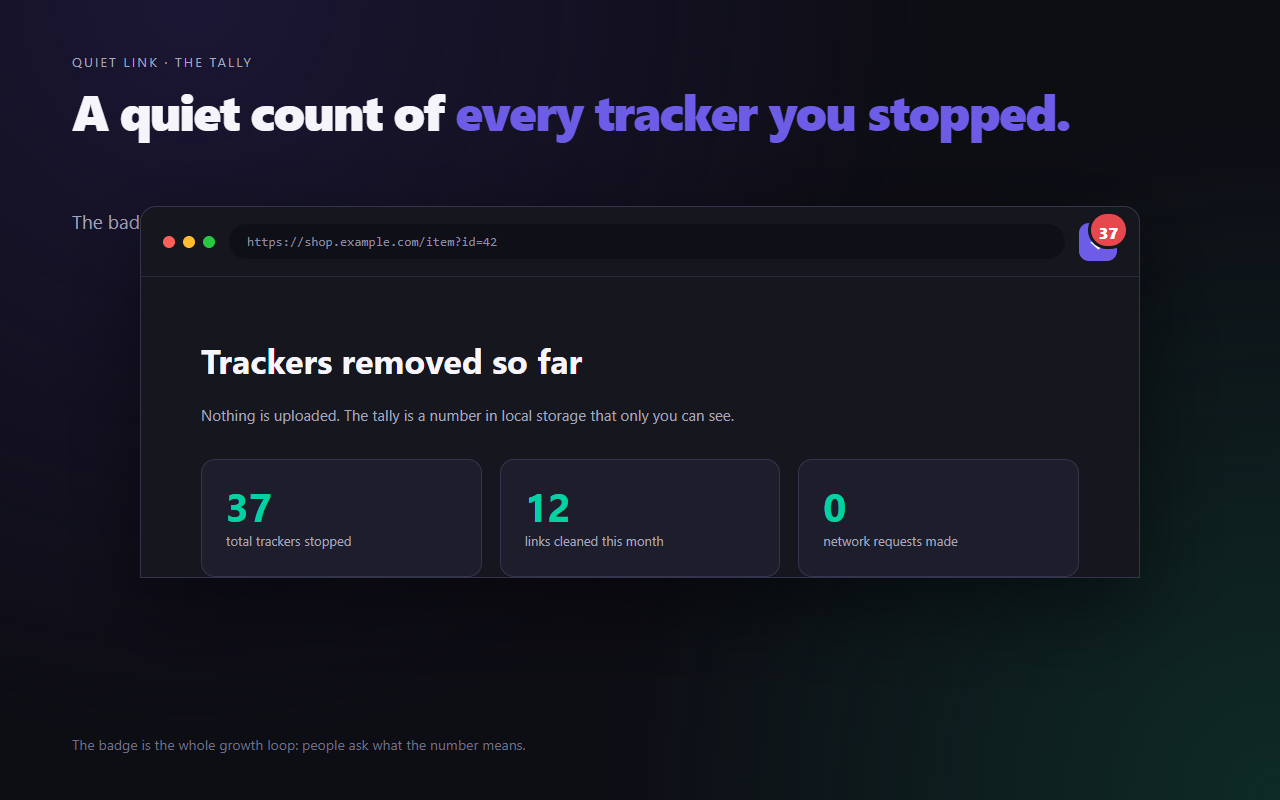 QUIET LINK · THE TALLY
A quiet count of every tracker you stopped.
The bad
https://shop.example.com/item?id=42
37
Trackers removed so far
Nothing is uploaded. The tally is a number in local storage that only you can see.
37
total trackers stopped
12
links cleaned this month
0
network requests made
The badge is the whole growth loop: people ask what the number means.